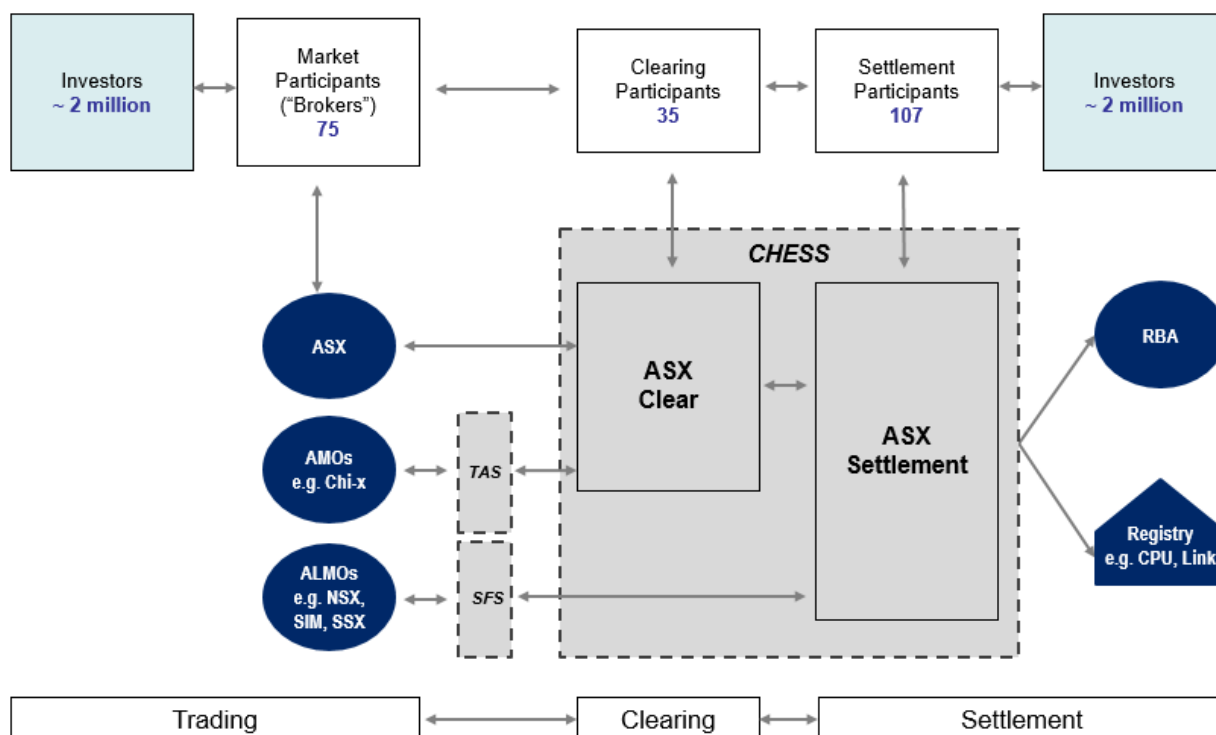 Investors
~ 2 million
Market
Participants
(“Brokers”)
75
Clearing
Participants
35
Settlement
Participants
107
Investors
~ 2 million
CHESS
ASX
ASX
Clear
ASX
Settlement
RBA
AMOs
e.g. Chi-x
TAS
ALMOs
e.g. NSX,
SIM, SSX
SFS
Registry
e.g. CPU, Link
Trading
Clearing
Settlement